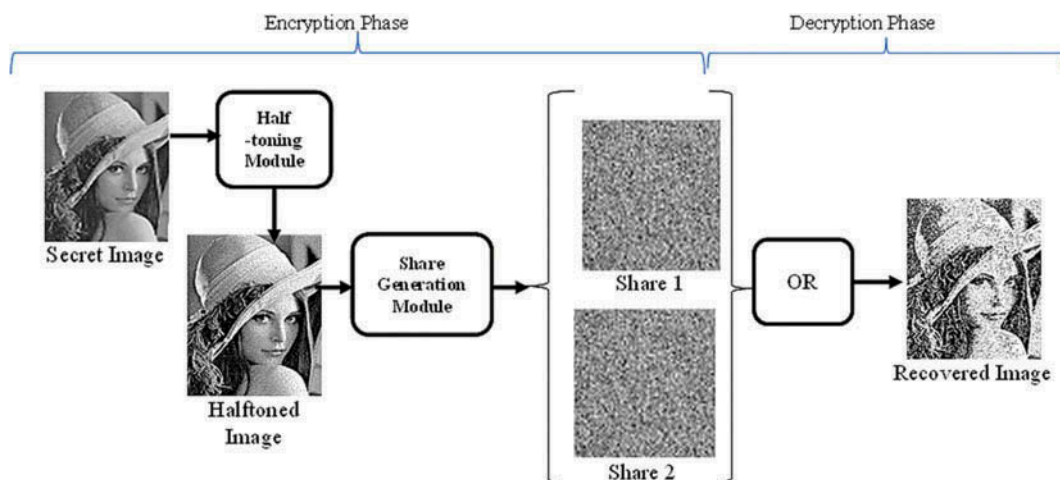 Encryption Phase
Decryption Phase
Half
-toning
Module
Secret Image
Share
Generation
Module
Halftoned
Image
Share 1
Share 2
OR
Recovered Image